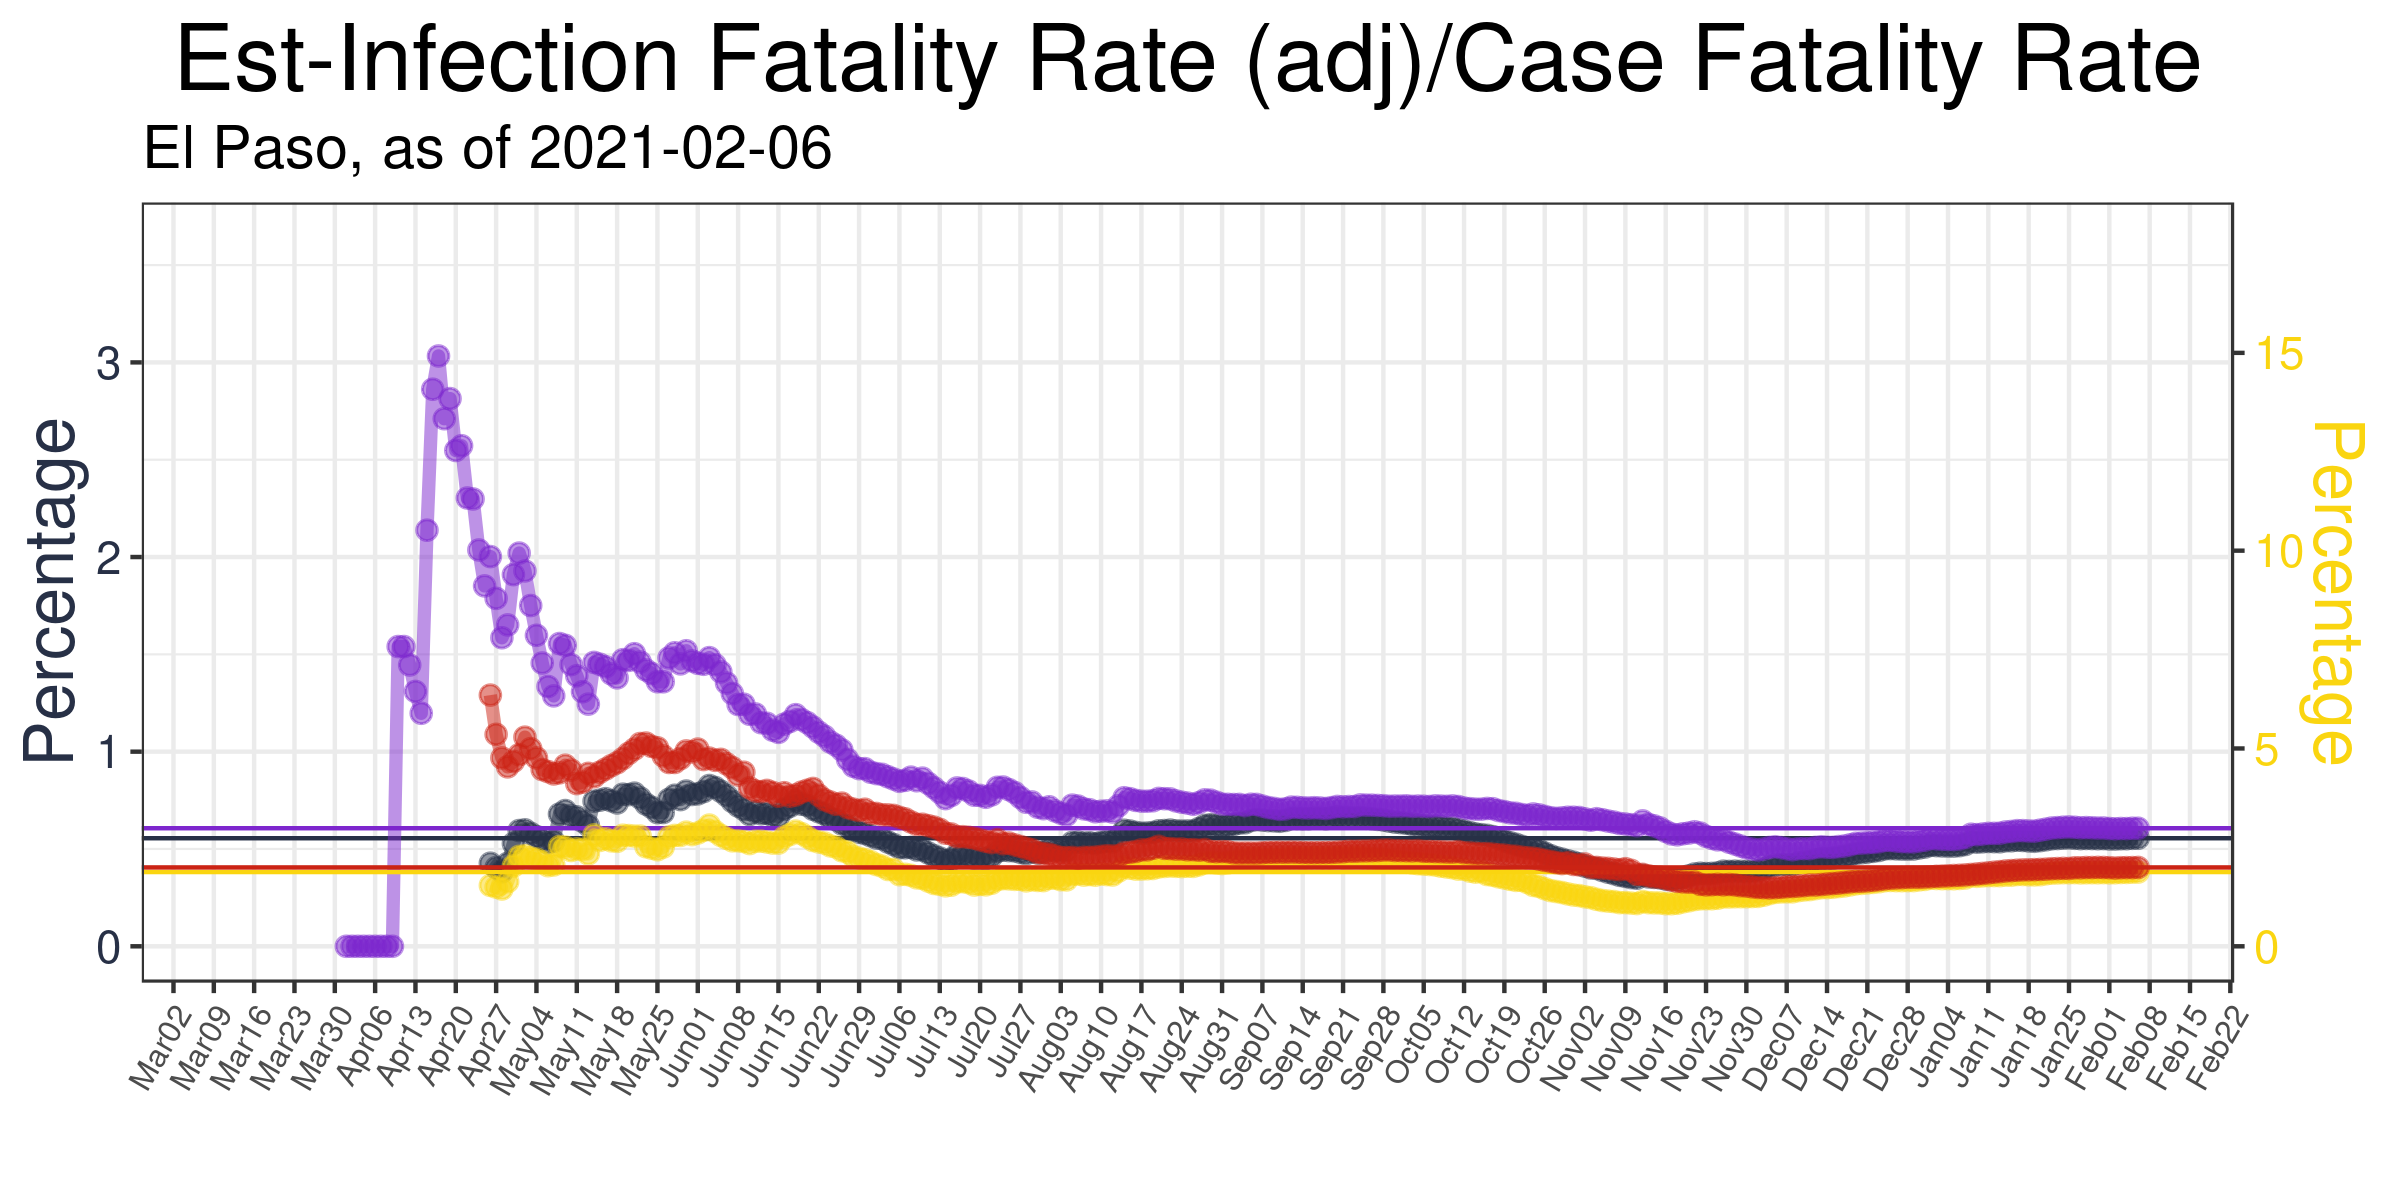 Est-Infection Fatality Rate (adj)/Case Fatality Rate
El Paso, as of 2021-02-06
Percentage
3
2
1
0
15
10
5
0
Percentage
Mar02
Mar09
Mar16
Mar23
Mar30
Apr06
Apr13
Apr20
Apr27
May04
May11
May18
May25
Jun01
Jun08
Jun15
Jun22
Jun29
Jul06
Jul13
Jul20
Jul27
Aug03
Aug10
Aug17
Aug24
Aug31
Sep07
Sep14
Sep21
Sep28
Oct05
Oct12
Oct19
Oct26
Nov02
Nov09
Nov16
Nov23
Nov30
Dec07
Dec14
Dec21
Dec28
Jan04
Jan11
Jan18
Jan25
Feb01
Feb08
Feb15
Feb22